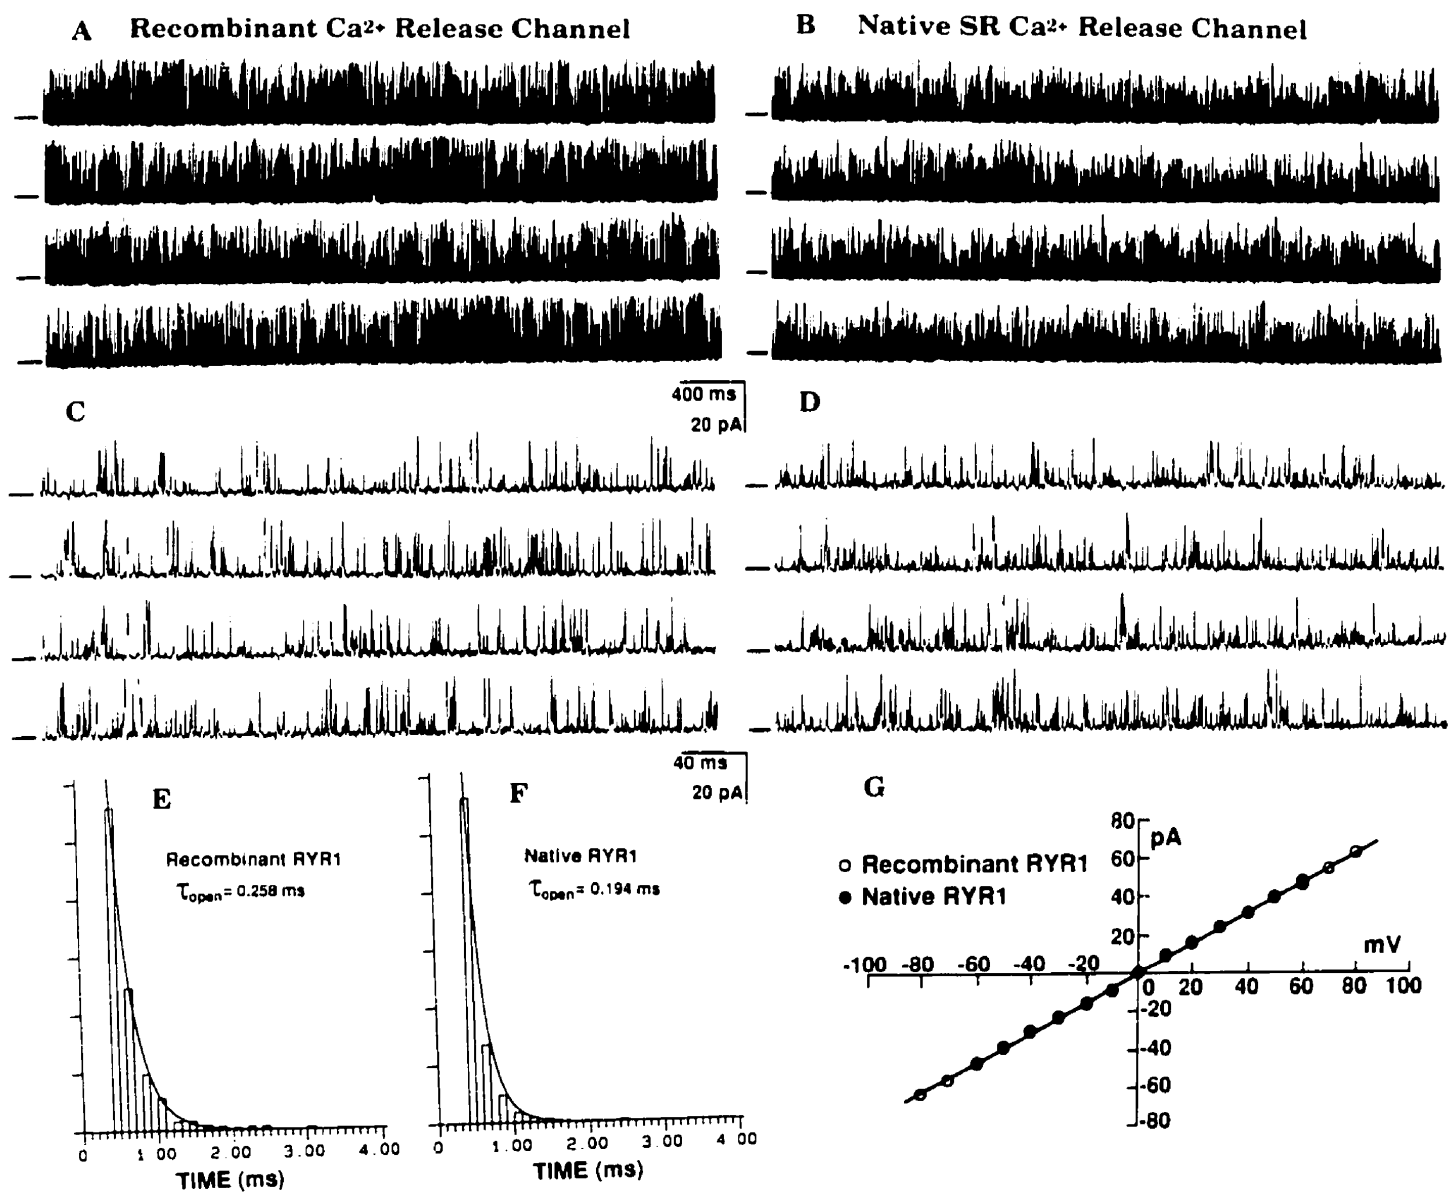 A Recombinant Ca2+ Release Channel
B Native SR Ca2+ Release Channel
C
400 ms
20 pA
D
40 ms
20 pA
E
Recombinant RYR1
τopen = 0.258 ms
0 1.00 2.00 3.00 4.00
TIME (ms)
F
Native RYR1
τopen = 0.194 ms
0 1.00 2.00 3.00 4.00
TIME (ms)
G
Recombinant RYR1
Native RYR1
pA
80
60
40
20
mV
-100 -80 -60 -40 -20
0 20 40 60 80 100
-20
-40
-60
-80